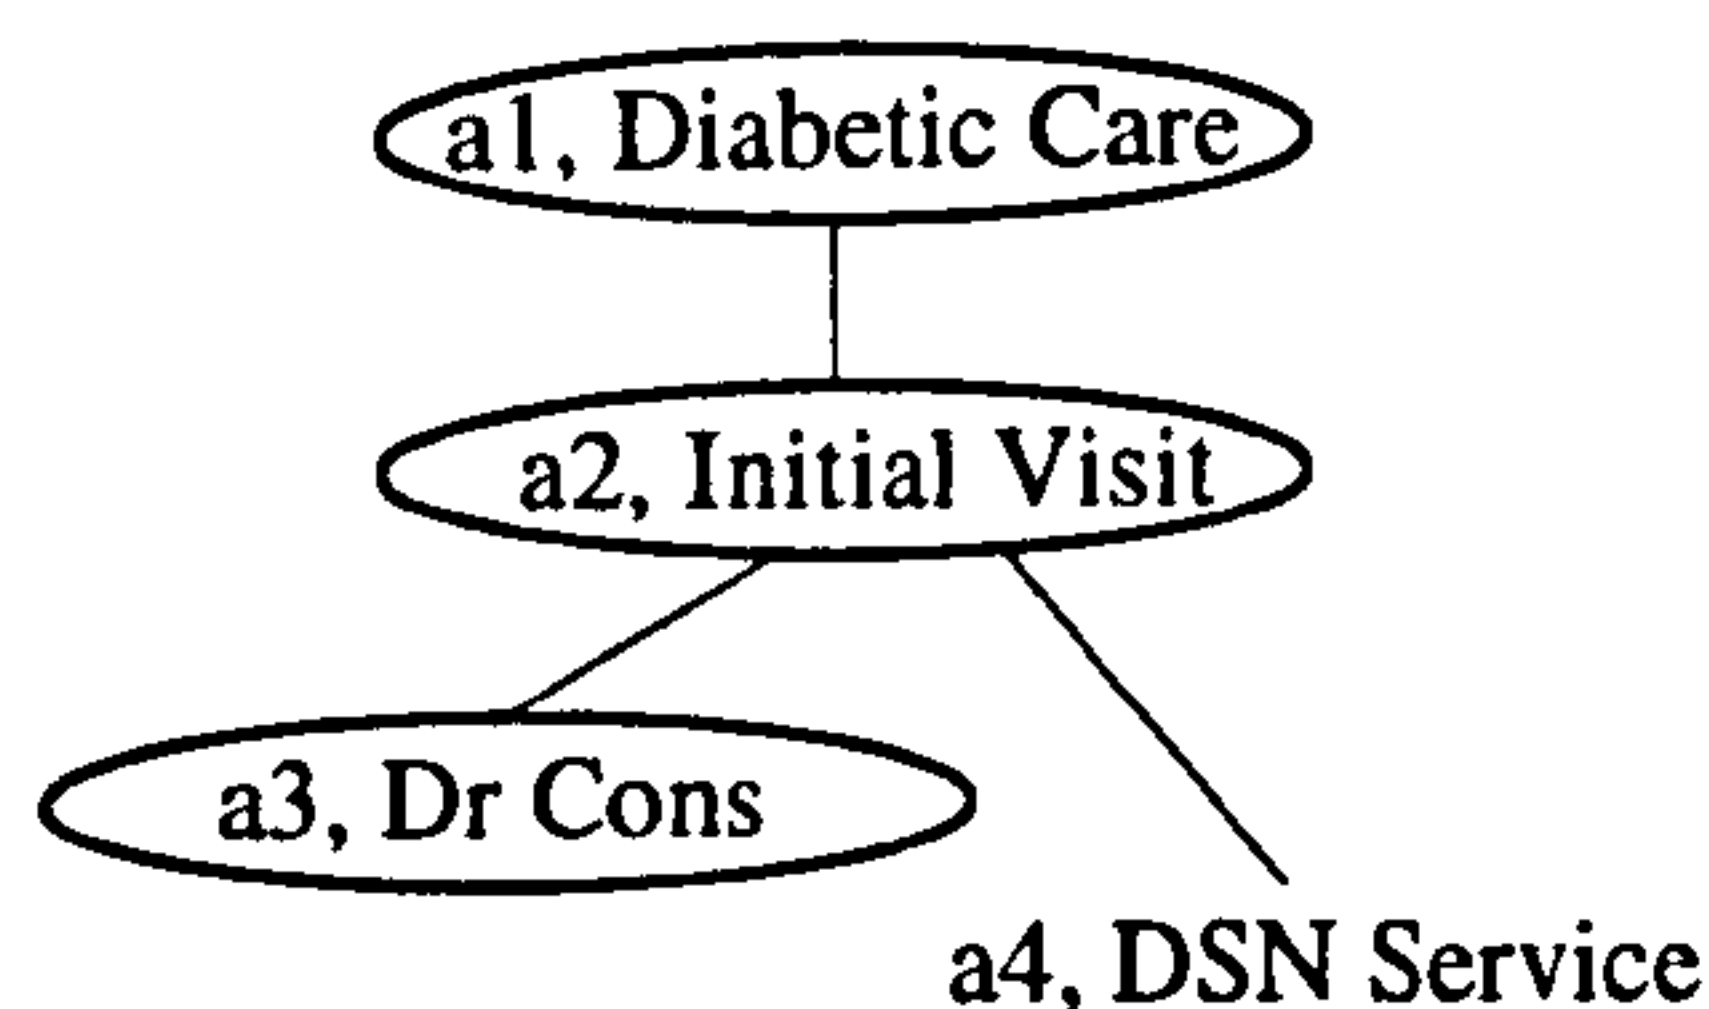 a1, Diabetic Care
a2, Initial Visit
a3, Dr Cons
a4, DSN Service